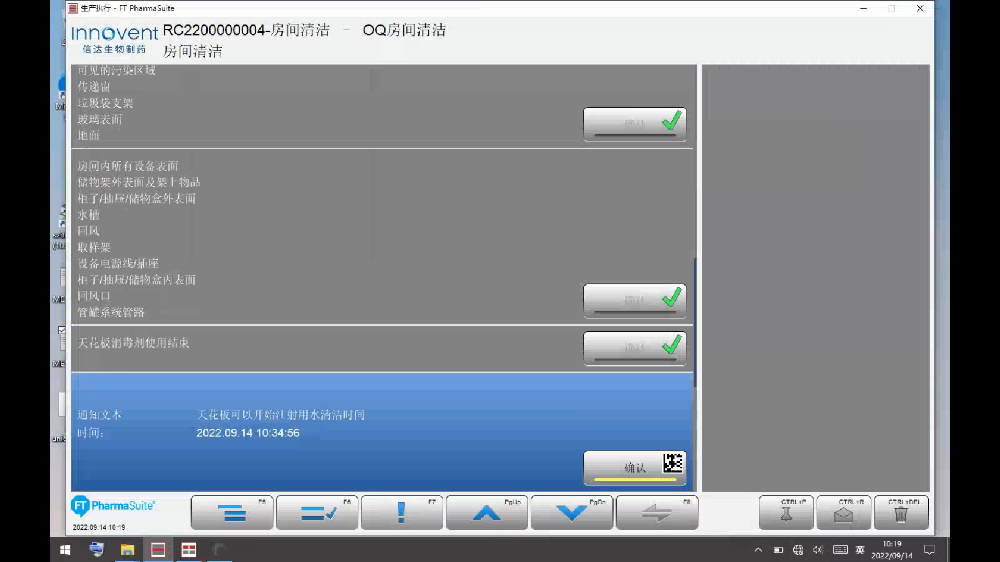 生产执行 - FT PharmaSuite
Innovent
信达生物制药
RC2200000004-房间清洁 - OQ房间清洁
房间清洁
可见的污染区域
传递窗
垃圾袋支架
玻璃表面
地面
确认
房间内所有设备表面
储物架外表面及架上物品
柜子/抽屉/储物盒外表面
水槽
回风
取样架
设备电源线/插座
柜子/抽屉/储物盒内表面
回风口
管罐系统管路
确认
天花板消毒剂使用结束
确认
通知文本 天花板可以开始注射用水清洁时间
时间: 2022.09.14 10:34:56
确认
FT PharmaSuite®
2022.09.14 10:19
F5
F6
F7
PgUp
PgDn
F8
CTRL+P
CTRL+R
CTRL+DEL
英
10:19
2022/09/14